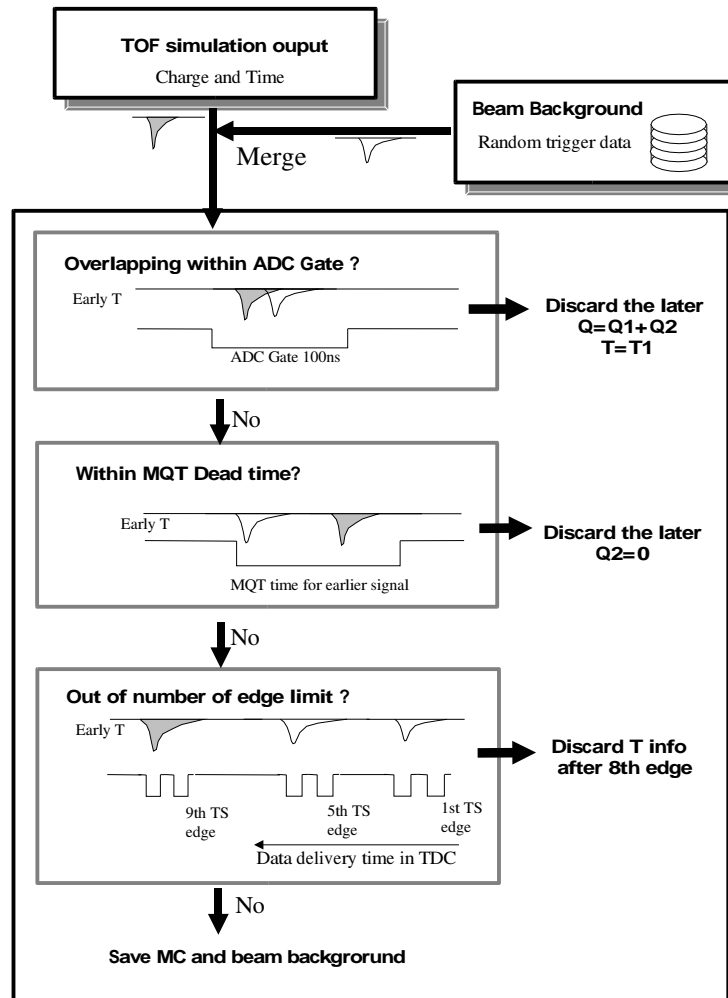 TOF simulation ouput
Charge and Time
Beam Background
Random trigger data
Merge
Overlapping within ADC Gate ?
Early T
ADC Gate 100ns
Discard the later
Q=Q1+Q2
T=T1
No
Within MQT Dead time?
Early T
MQT time for earlier signal
Discard the later
Q2=0
No
Out of number of edge limit ?
Early T
9th TS
edge
5th TS
edge
1st TS
edge
Data delivery time in TDC
Discard T info
after 8th edge
No
Save MC and beam backgrorund